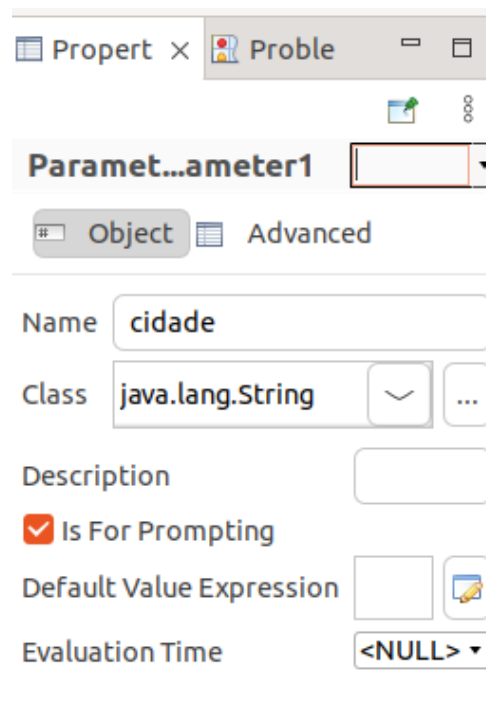 Propert Proble
Paramet...ameter1
# Object Advanced
Name cidade
Class java.lang.String ...
Description
Is For Prompting
Default Value Expression
Evaluation Time <NULL>